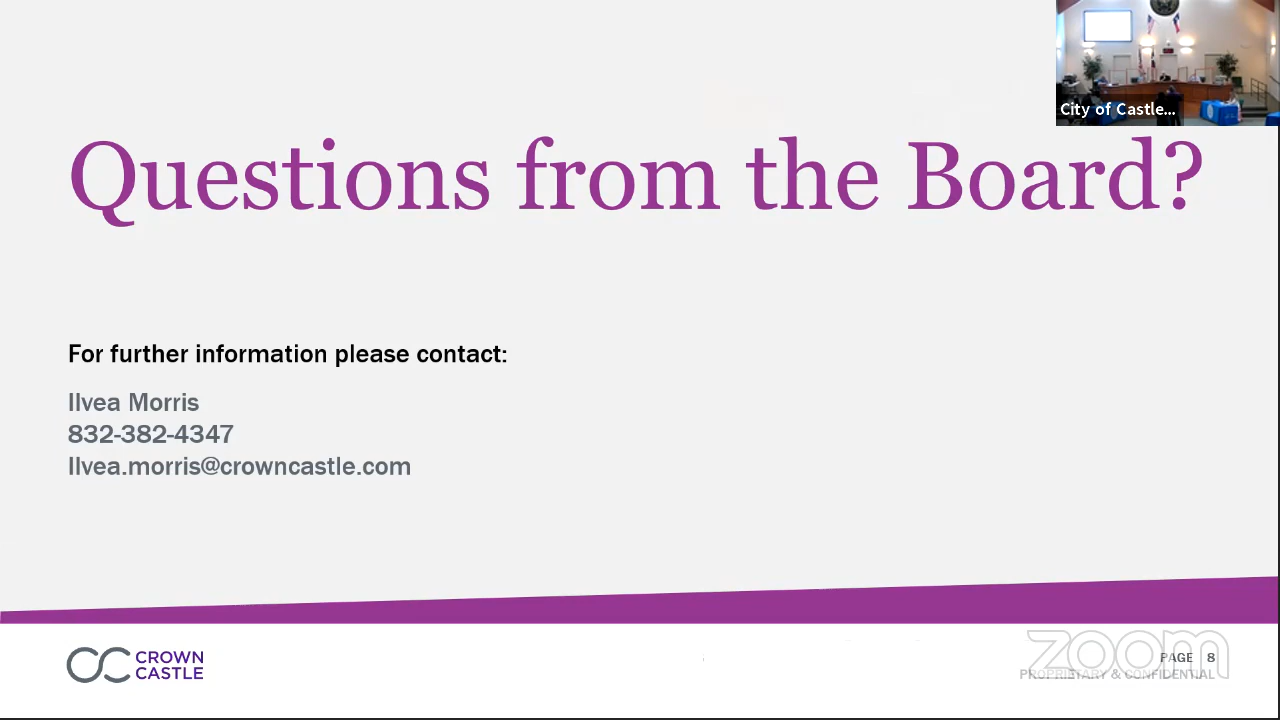 City of Castle...
Questions from the Board?
For further information please contact:
Ilvea Morris
832-382-4347
Ilvea.morris@crowncastle.com
CROWN
CASTLE
zoom
PAGE 8
PROPRIETARY & CONFIDENTIAL